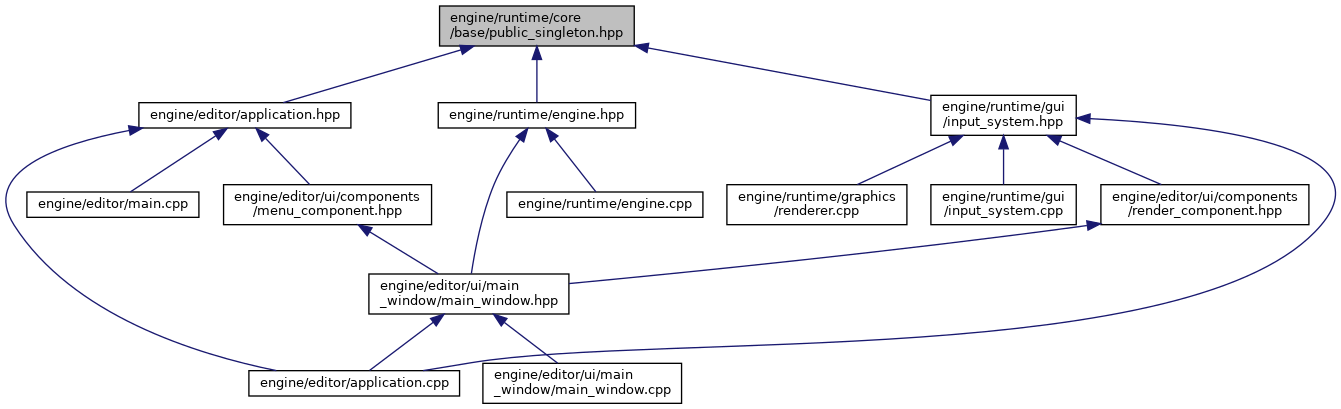 engine/runtime/core
/base/public_singleton.hpp
engine/editor/application.hpp
engine/runtime/engine.hpp
engine/runtime/gui
/input_system.hpp
engine/editor/main.cpp
engine/editor/ui/components
/menu_component.hpp
engine/runtime/engine.cpp
engine/runtime/graphics
/renderer.cpp
engine/runtime/gui
/input_system.cpp
engine/editor/ui/components
/render_component.hpp
engine/editor/ui/main
_window/main_window.hpp
engine/editor/application.cpp
engine/editor/ui/main
_window/main_window.cpp